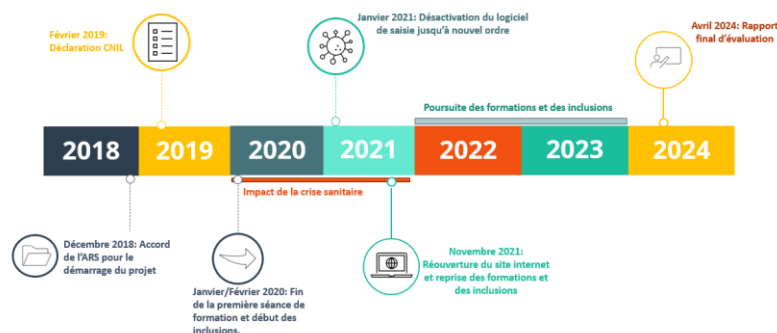 Février 2019:
Déclaration CNIL
Janvier 2021: Désactivation du logiciel
de saisie jusqu'à nouvel ordre
Avril 2024: Rapport
final d'évaluation
Poursuite des formations et des inclusions
2018
2019
2020
2021
2022
2023
2024
Impact de la crise sanitaire
Décembre 2018: Accord
de l'ARS pour le
démarrage du projet
Janvier/Février 2020: Fin
de la première séance de
formation et début des
inclusions.
Novembre 2021:
Réouverture du site internet
et reprise des formations et
des inclusions